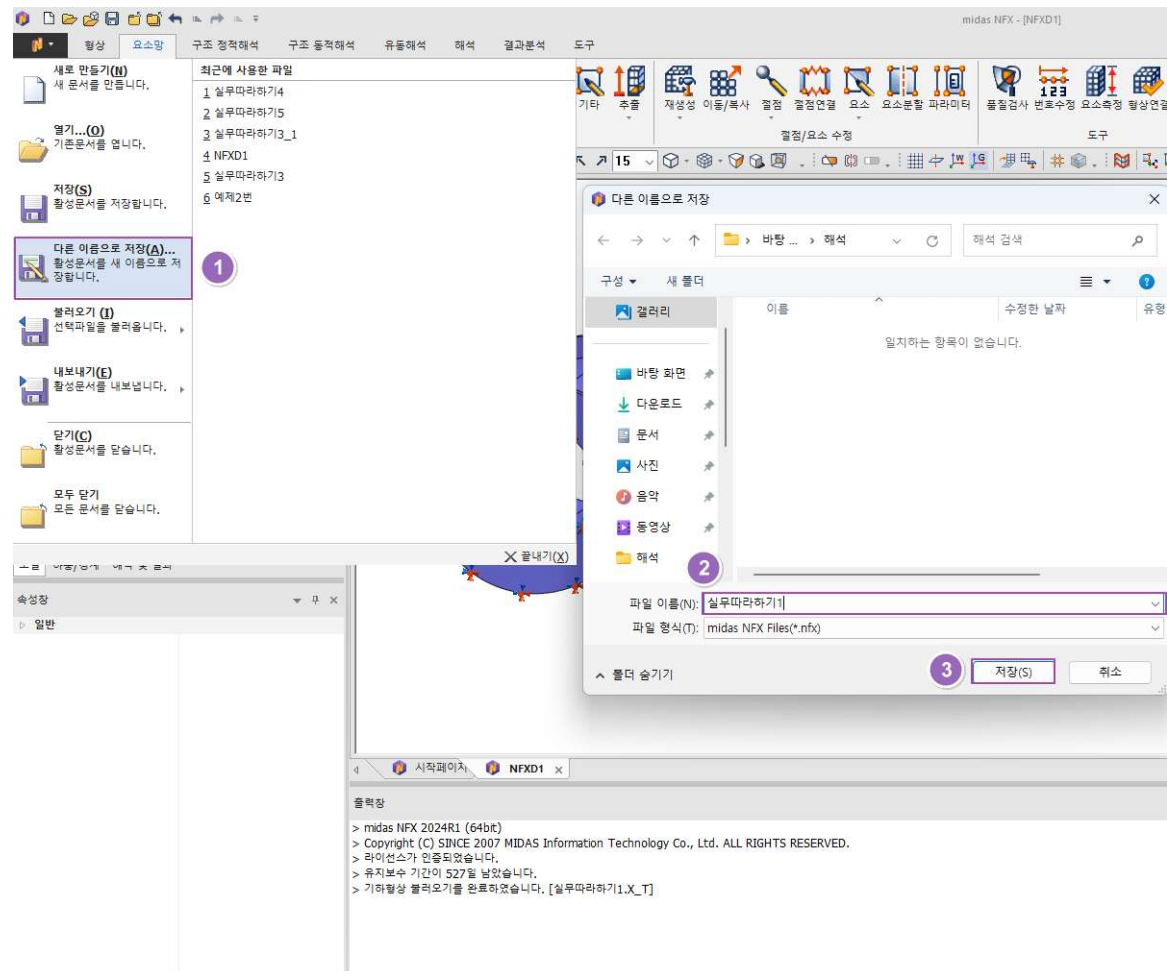 midas NFX - [NFXD1]
형상 요소망 구조 정적해석 구조 동적해석 유동해석 해석 결과분석 도구
새로 만들기(N)
새 문서를 만듭니다.
열기...(O)
기존문서를 엽니다.
저장(S)
활성문서를 저장합니다.
다른 이름으로 저장(A)...
활성문서를 새 이름으로 저
장합니다.
불러오기 (I)
선택파일을 불러옵니다.
내보내기(E)
활성문서를 내보냅니다.
닫기(C)
활성문서를 닫습니다.
모두 닫기
모든 문서를 닫습니다.
최근에 사용한 파일
1 실무따라하기4
2 실무따라하기5
3 실무따라하기3_1
4 NFXD1
5 실무따라하기3
6 예제2번
1
끝내기(X)
기타 추출 재생성 이동/복사 절점 절점연결 요소 요소분할 파라미터 품질검사 번호수정 요소측정 형상연결
절점/요소 수정 도구
15
다른 이름으로 저장
바탕 ... › 해석
해석 검색
구성 새 폴더
이름 수정한 날짜 유형
일치하는 항목이 없습니다.
갤러리
바탕 화면
다운로드
문서
사진
음악
동영상
해석
2
파일 이름(N): 실무따라하기1
파일 형식(T): midas NFX Files(*.nfx)
폴더 숨기기
3
저장(S) 취소
속성창
일반
시작페이지 NFXD1
출력창
> midas NFX 2024R1 (64bit)
> Copyright (C) SINCE 2007 MIDAS Information Technology Co., Ltd. ALL RIGHTS RESERVED.
> 라이선스가 인증되었습니다.
> 유지보수 기간이 527일 남았습니다.
> 기하형상 불러오기를 완료하였습니다. [실무따라하기1.X_T]